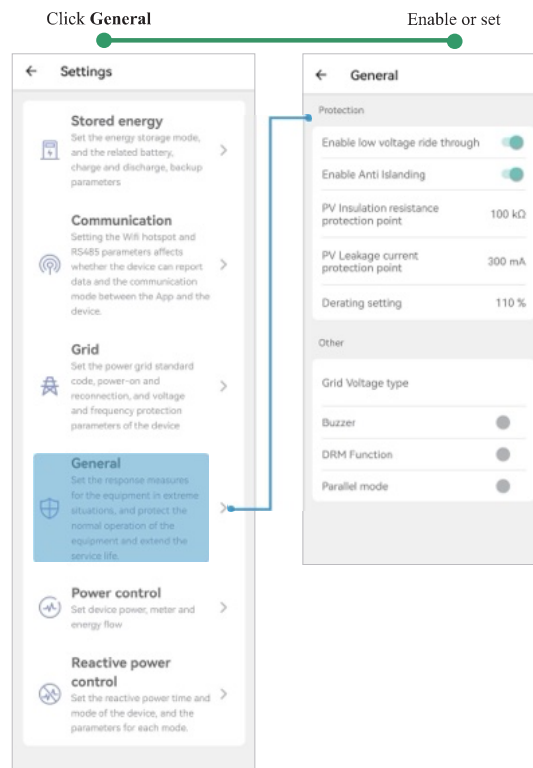 Click General
Enable or set
← Settings
Stored energy
Set the energy storage mode,
and the related battery,
charge and discharge, backup
parameters
Communication
Setting the Wifi hotspot and
RS485 parameters affects
whether the device can report
data and the communication
mode between the App and the
device.
Grid
Set the power grid standard
code, power-on and
reconnection, and voltage
and frequency protection
parameters of the device
General
Set the response measures
for the equipment in extreme
situations, and protect the
normal operation of the
equipment and extend the
service life.
Power control
Set device power, meter and
energy flow
Reactive power
control
Set the reactive power time and
mode of the device, and the
parameters for each mode.
← General
Protection
Enable low voltage ride through
Enable Anti Islanding
PV Insulation resistance
protection point
100 kΩ
PV Leakage current
protection point
300 mA
Derating setting 110 %
Other
Grid Voltage type
Buzzer
DRM Function
Parallel mode